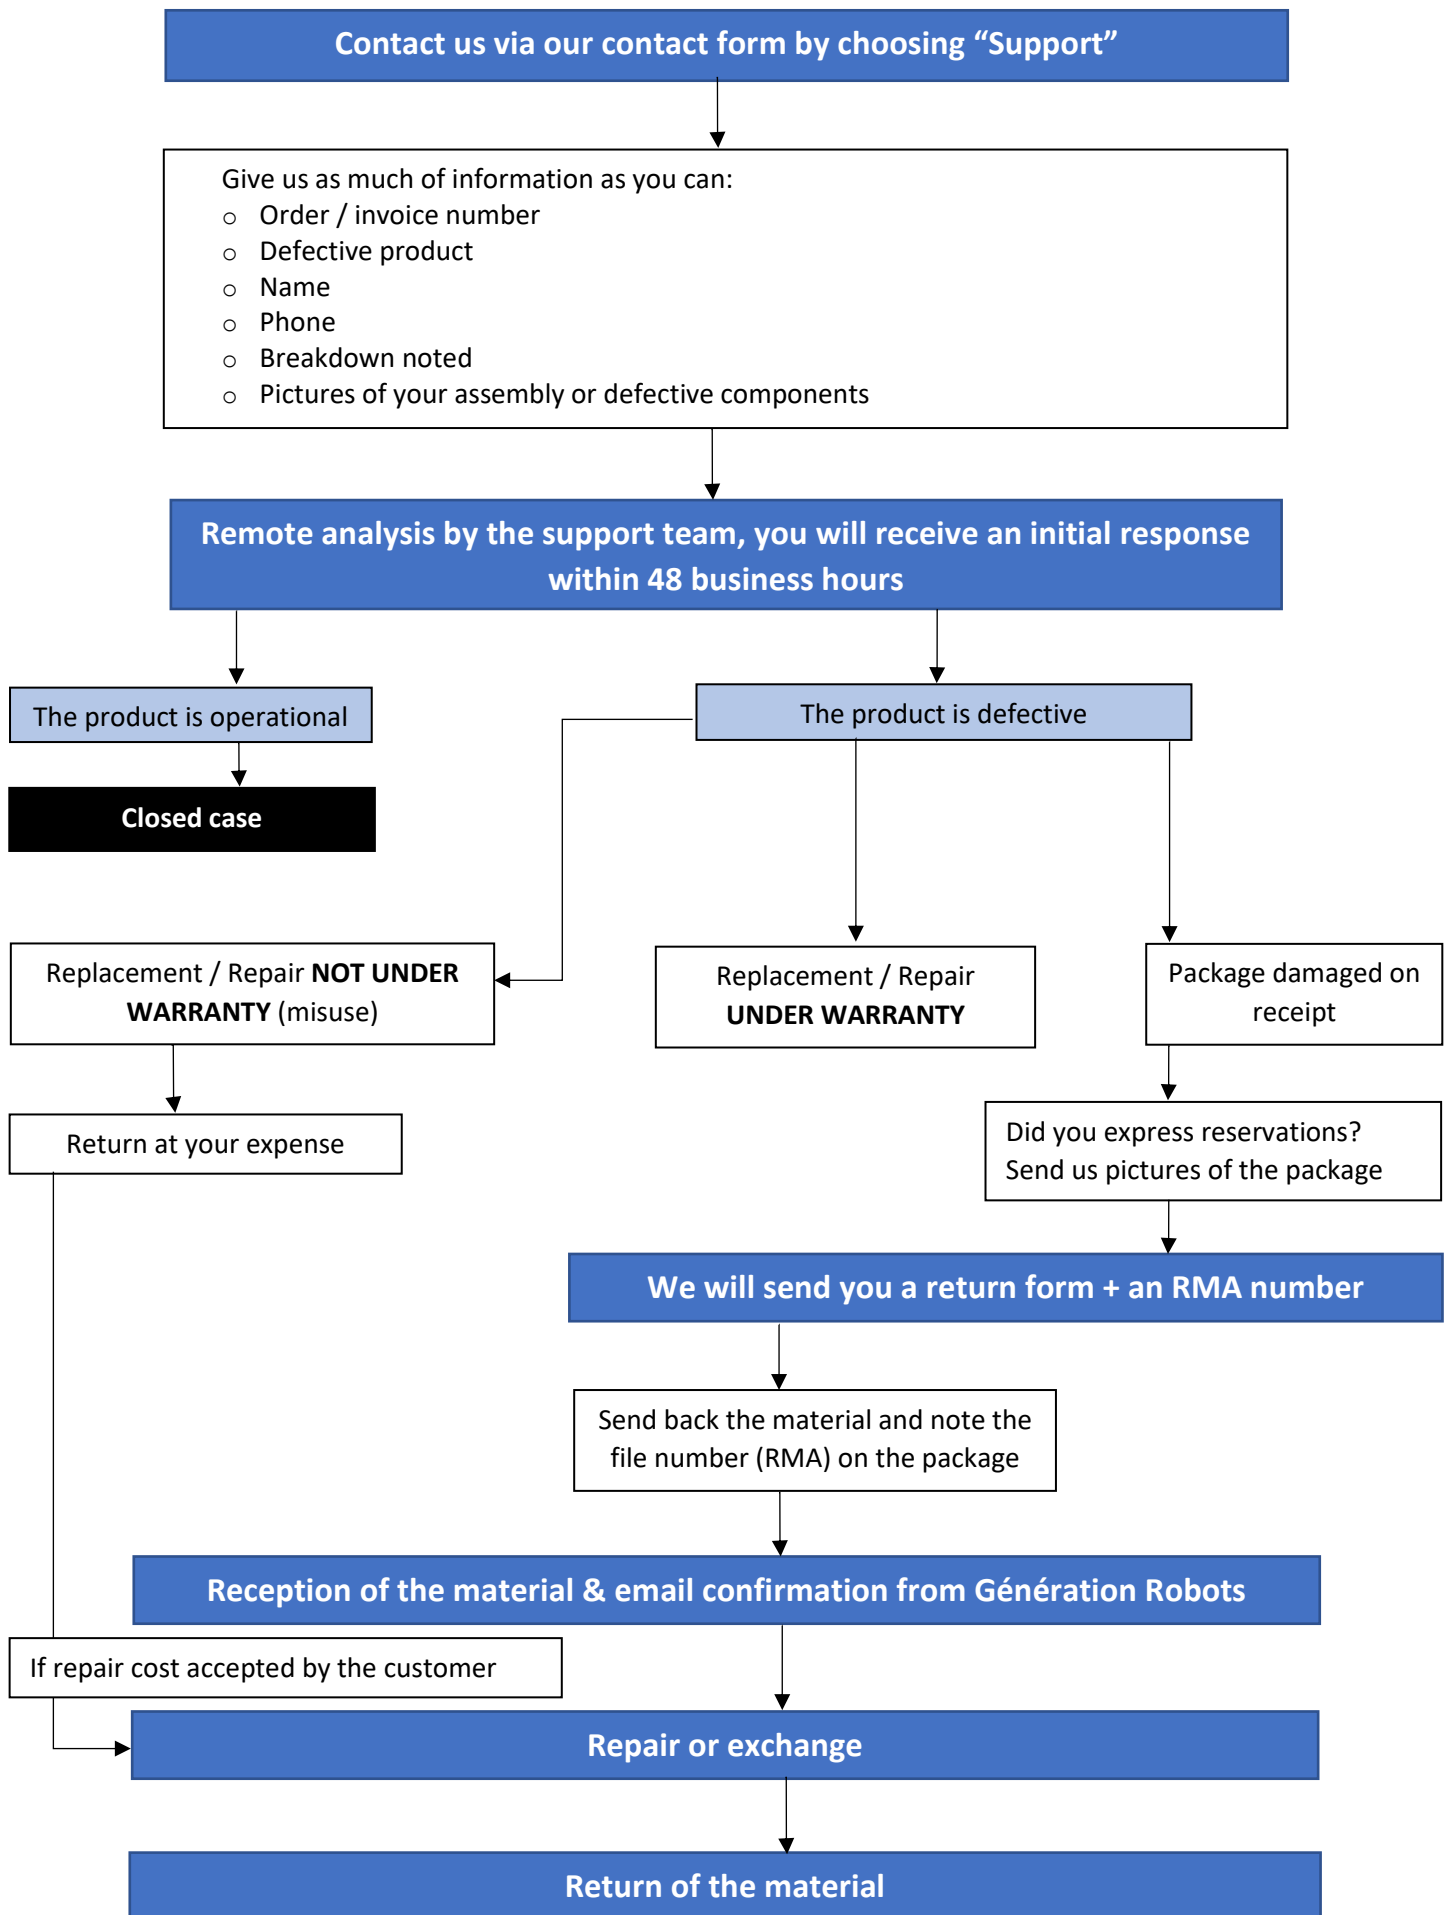 Contact us via our contact form by choosing “Support”
Give us as much of information as you can:
o Order / invoice number
o Defective product
o Name
o Phone
o Breakdown noted
o Pictures of your assembly or defective components
Remote analysis by the support team, you will receive an initial response
within 48 business hours
The product is operational
The product is defective
Closed case
Replacement / Repair NOT UNDER
WARRANTY (misuse)
Replacement / Repair
UNDER WARRANTY
Package damaged on
receipt
Return at your expense
Did you express reservations?
Send us pictures of the package
We will send you a return form + an RMA number
Send back the material and note the
file number (RMA) on the package
Reception of the material & email confirmation from Génération Robots
If repair cost accepted by the customer
Repair or exchange
Return of the material